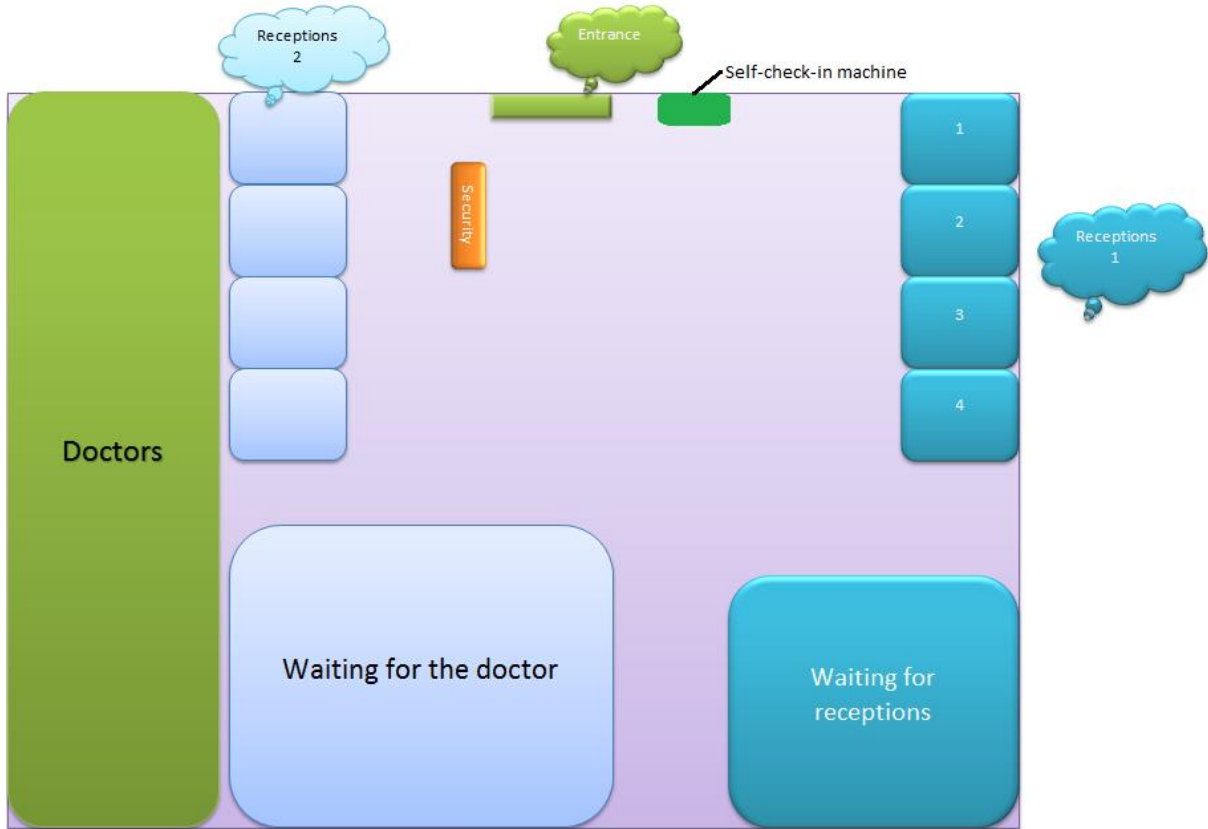 Receptions
2
Entrance
Self-check-in machine
1
2
3
4
Receptions
1
Security
Doctors
Waiting for the doctor
Waiting for
receptions